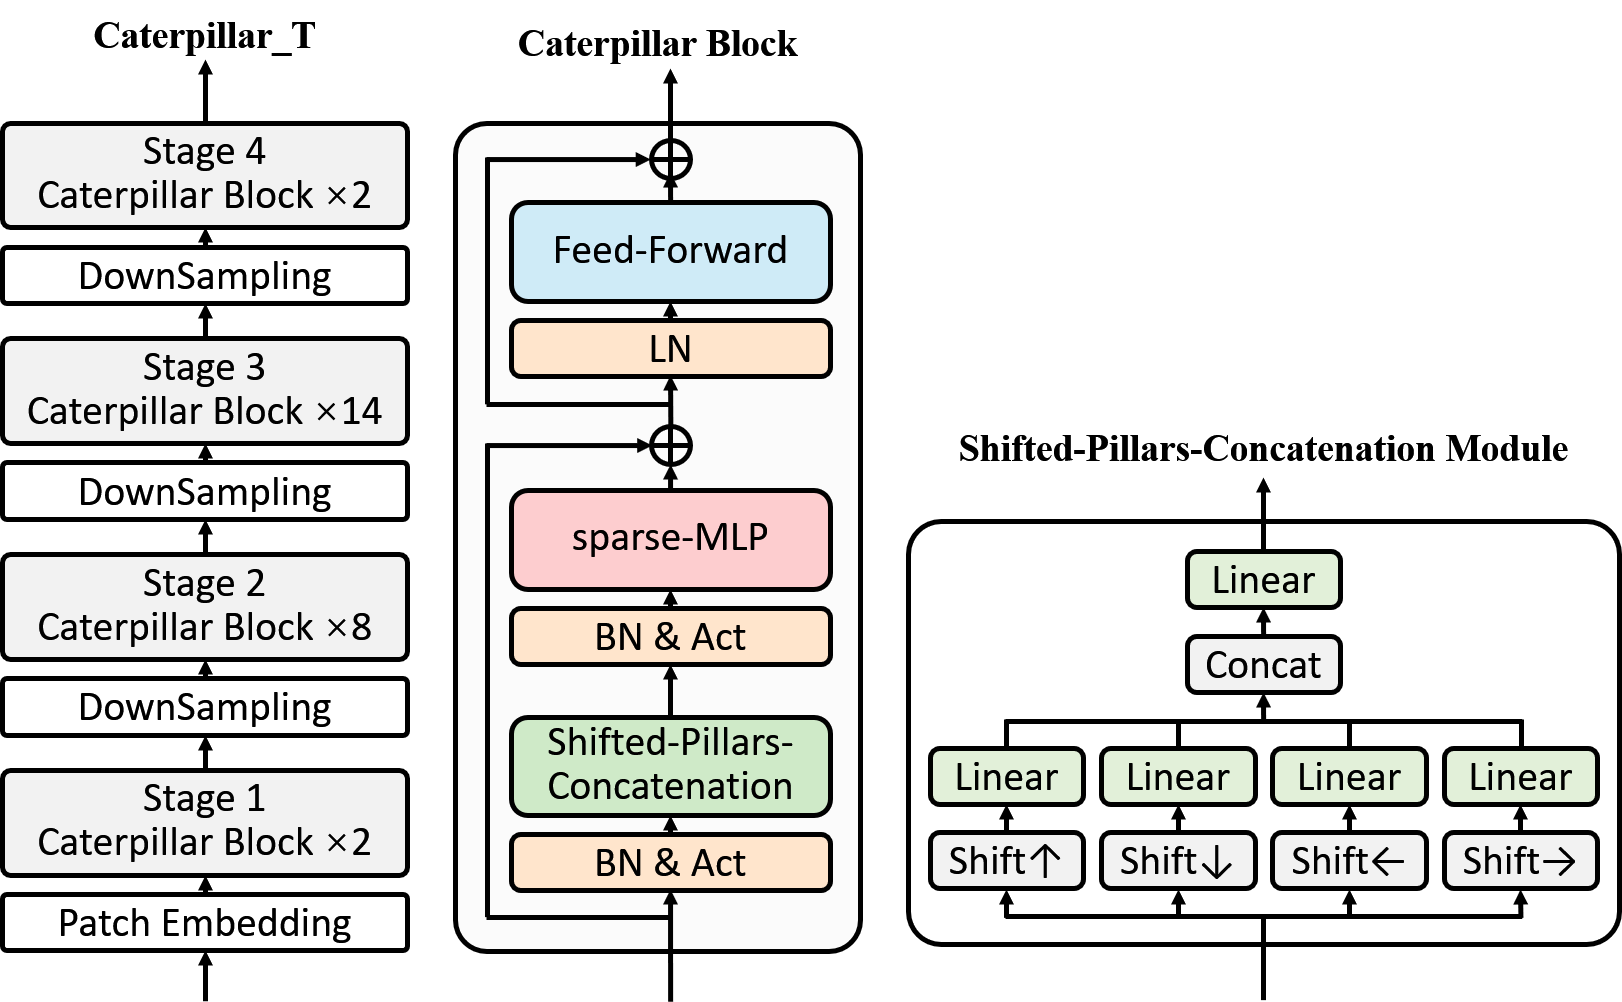 Caterpillar_T
Stage 4
Caterpillar Block ×2
DownSampling
Stage 3
Caterpillar Block ×14
DownSampling
Stage 2
Caterpillar Block ×8
DownSampling
Stage 1
Caterpillar Block ×2
Patch Embedding
Caterpillar Block
Feed-Forward
LN
sparse-MLP
BN & Act
Shifted-Pillars-
Concatenation
BN & Act
Shifted-Pillars-Concatenation Module
Linear
Concat
Linear Linear Linear Linear
Shift↑ Shift↓ Shift← Shift→